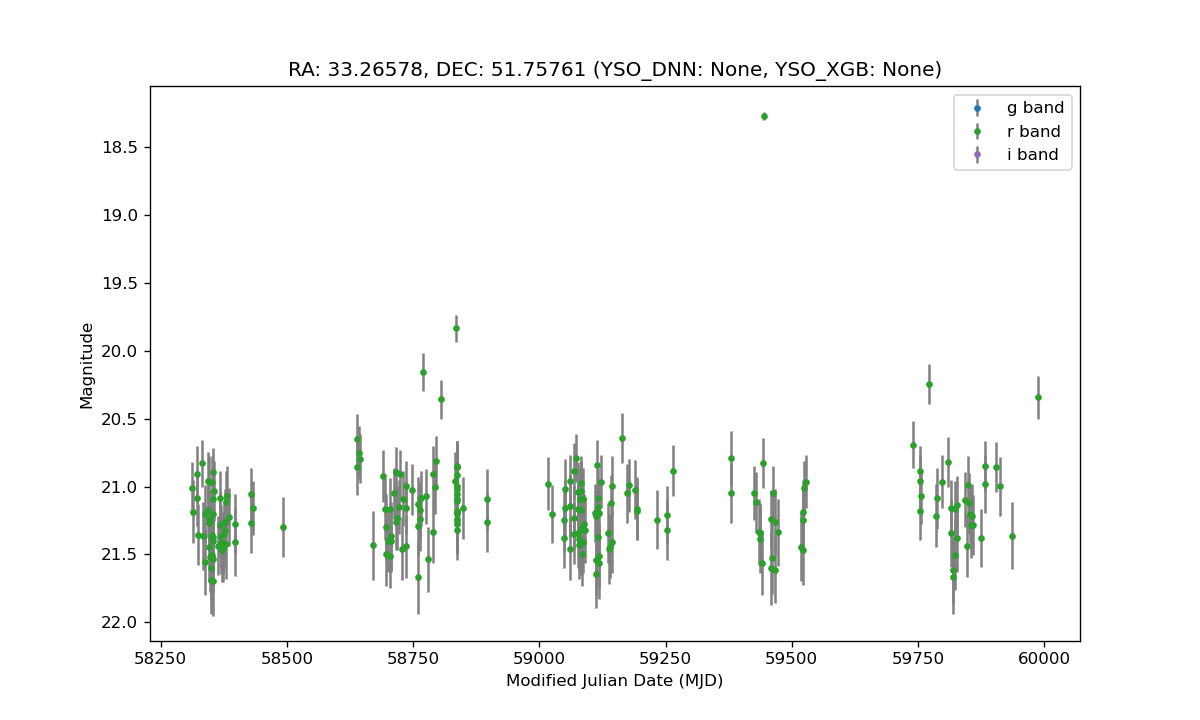 RA: 33.26578, DEC: 51.75761 (YSO_DNN: None, YSO_XGB: None)
g band
r band
i band
18.5
19.0
19.5
20.0
20.5
21.0
21.5
22.0
Magnitude
58250 58500 58750 59000 59250 59500 59750 60000
Modified Julian Date (MJD)